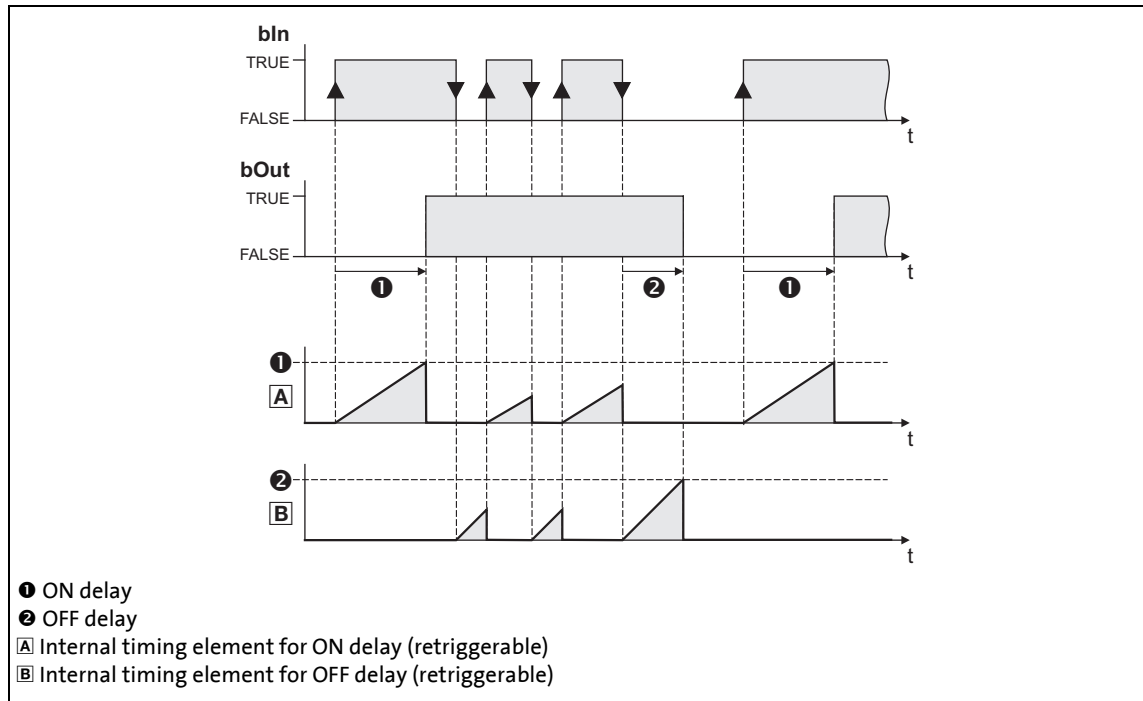 bIn
TRUE
FALSE
t
bOut
TRUE
FALSE
t
❶ ❷ ❶
❶
A
t
❷
B
t
❶ ON delay
❷ OFF delay
A Internal timing element for ON delay (retriggerable)
B Internal timing element for OFF delay (retriggerable)